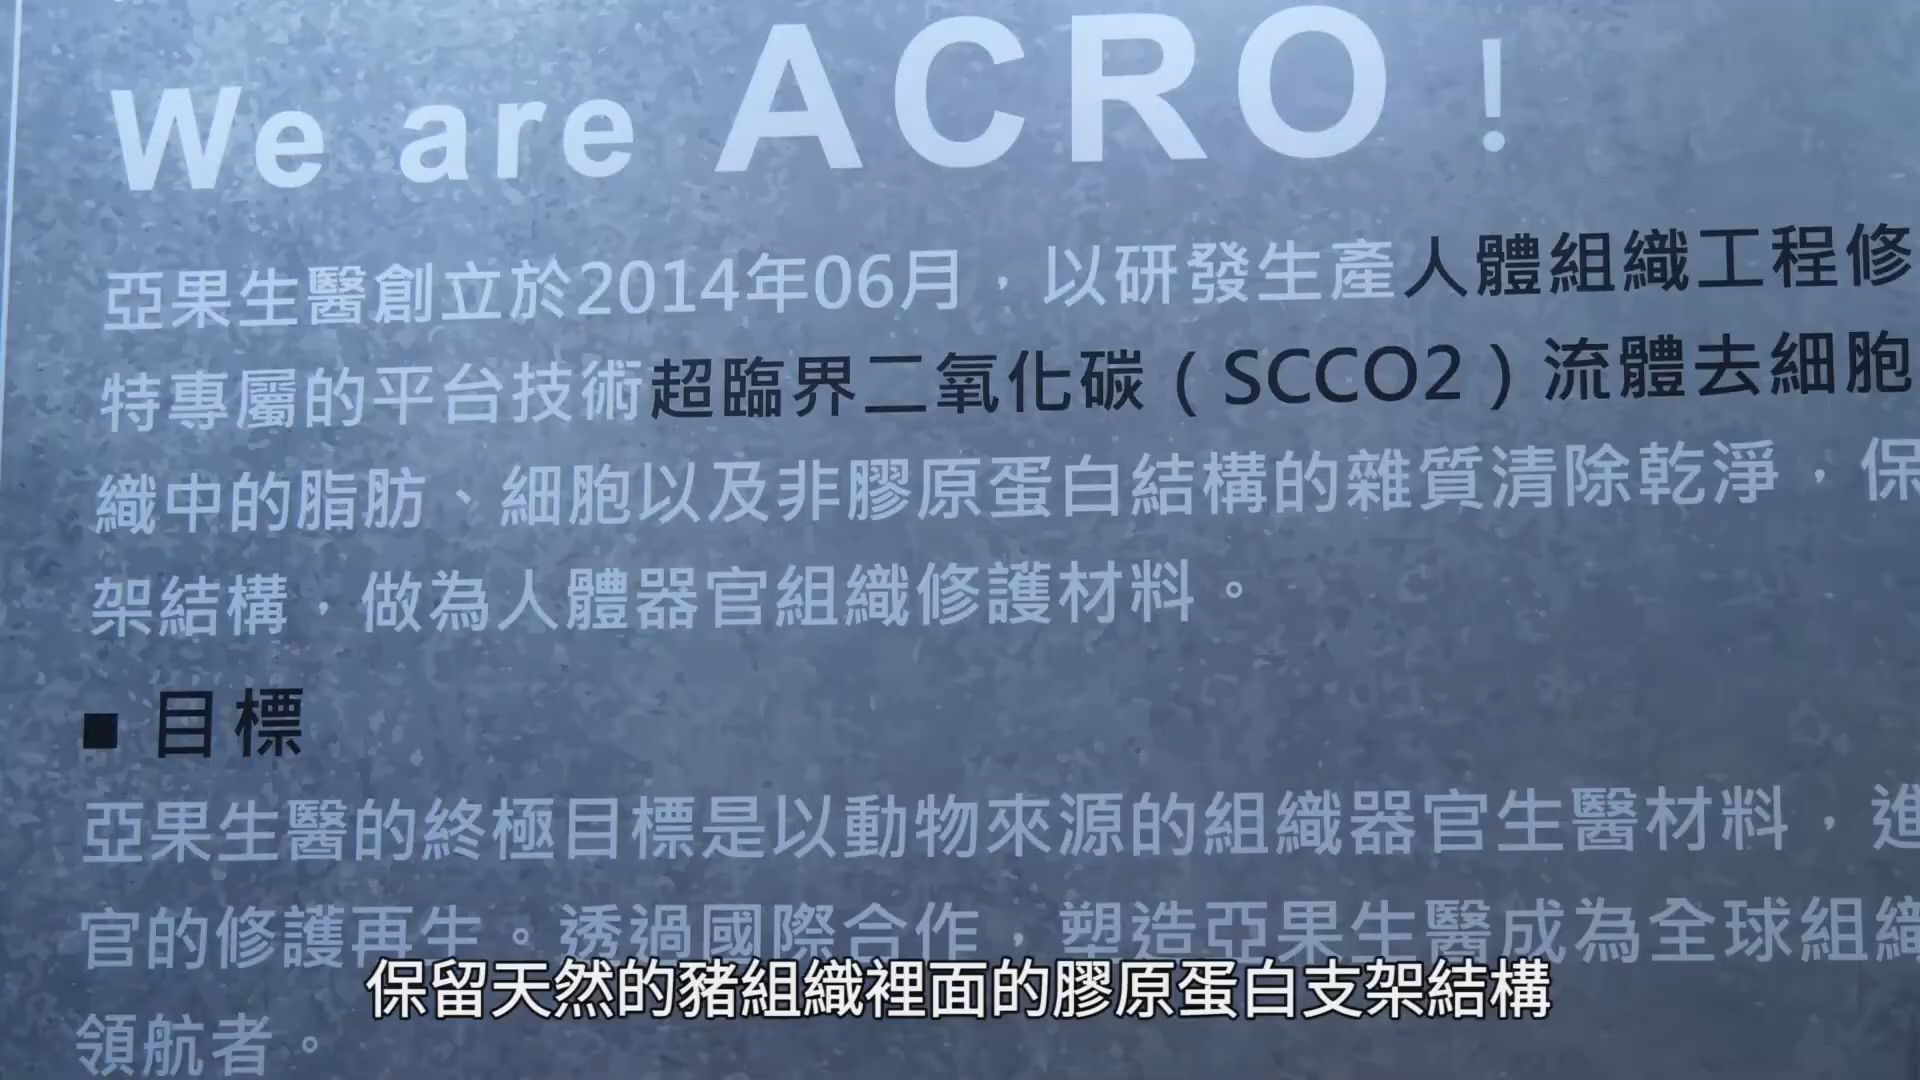 We are ACRO！
亞果生醫創立於2014年06月，以研發生產人體組織工程修
特專屬的平台技術超臨界二氧化碳（SCCO2）流體去細胞
織中的脂肪、細胞以及非膠原蛋白結構的雜質清除乾淨，保
架結構，做為人體器官組織修護材料。
■ 目標
亞果生醫的終極目標是以動物來源的組織器官生醫材料，進
官的修護再生。透過國際合作，塑造亞果生醫成為全球組織
保留天然的豬組織裡面的膠原蛋白支架結構
領航者。